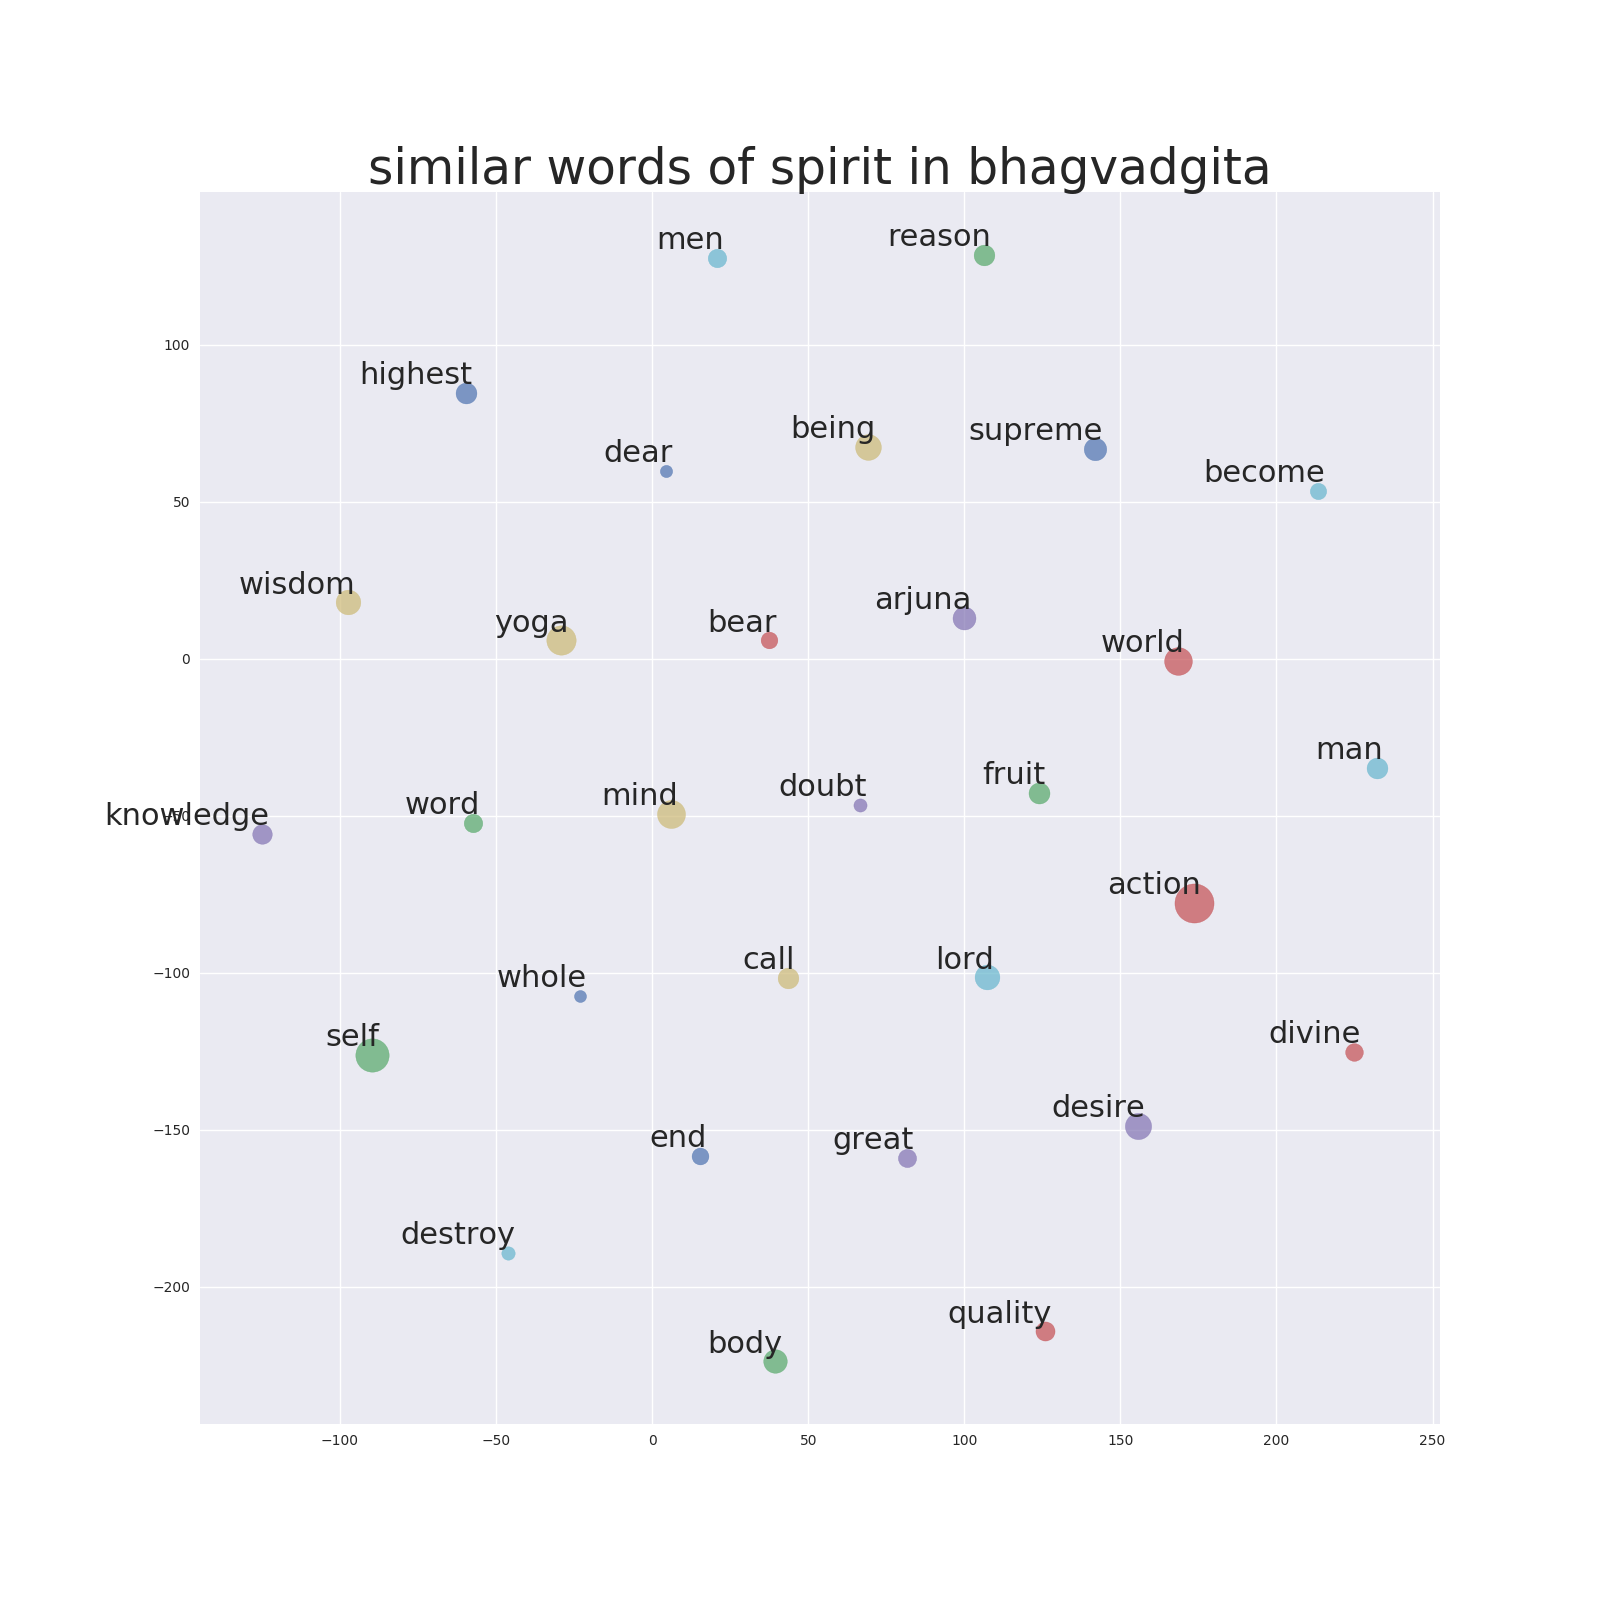 similar words of spirit in bhagvadgita
men
reason
100
highest
being
supreme
dear
become
50
wisdom
yoga
bear
arjuna
world
0
man
doubt
fruit
mind
word
knowledge
−50
action
call
lord
−100
whole
self
divine
desire
−150
end
great
destroy
−200
quality
body
−100 −50 0 50 100 150 200 250